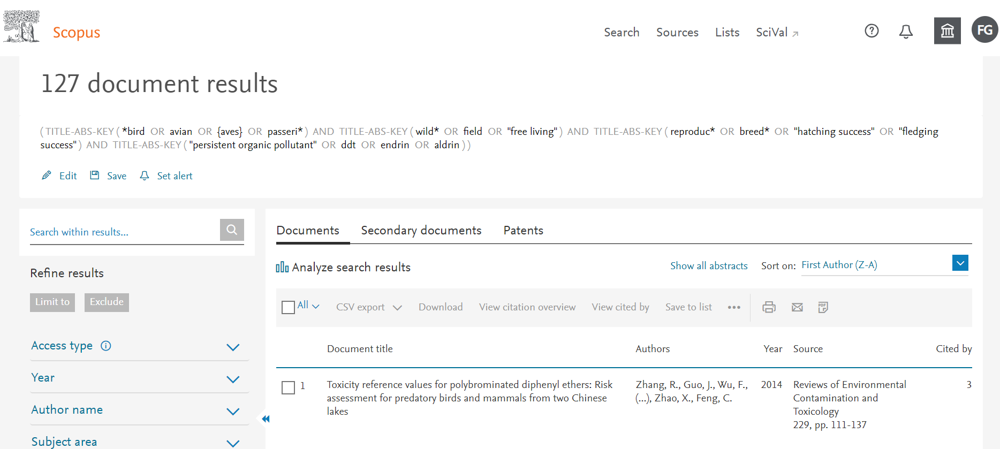 Scopus
Search Sources Lists SciVal
FG
127 document results
(TITLE-ABS-KEY(*bird OR avian OR {aves} OR passeri*) AND TITLE-ABS-KEY(wild* OR field OR "free living") AND TITLE-ABS-KEY(reproduc* OR breed* OR "hatching success" OR "fledging
success") AND TITLE-ABS-KEY("persistent organic pollutant" OR ddt OR endrin OR aldrin))
Edit Save Set alert
Search within results...
Refine results
Limit to Exclude
Access type
Year
Author name
Subject area
Documents Secondary documents Patents
Analyze search results
Show all abstracts Sort on: First Author (Z-A)
All CSV export Download View citation overview View cited by Save to list ••• PDF
Document title Authors Year Source Cited by
1 Toxicity reference values for polybrominated diphenyl ethers: Risk Zhang, R., Guo, J., Wu, F., 2014 Reviews of Environmental 3
assessment for predatory birds and mammals from two Chinese (...), Zhao, X., Feng, C. Contamination and
lakes Toxicology
229, pp. 111-137